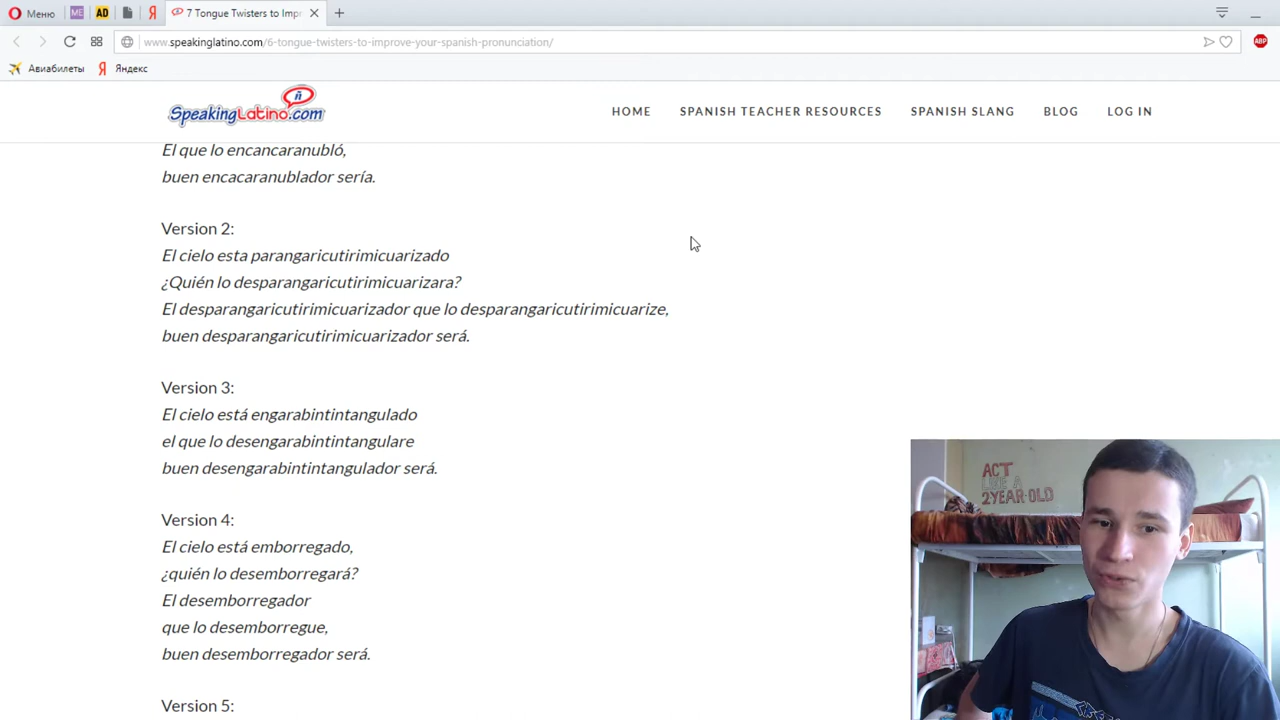 Меню
ME
AD
Я
7 Tongue Twisters to Impr
www.speakinglatino.com/6-tongue-twisters-to-improve-your-spanish-pronunciation/
ABP
Авиабилеты
Я Яндекс
ñ
SpeakingLatino.com
HOME
SPANISH TEACHER RESOURCES
SPANISH SLANG
BLOG
LOG IN
El que lo encancaranubló,
buen encacaranublador sería.
Version 2:
El cielo esta parangaricutirimicuarizado
¿Quién lo desparangaricutirimicuarizara?
El desparangaricutirimicuarizador que lo desparangaricutirimicuarize,
buen desparangaricutirimicuarizador será.
Version 3:
El cielo está engarabintintangulado
el que lo desengarabintintangulare
buen desengarabintintangulador será.
Version 4:
El cielo está emborregado,
¿quién lo desemborregará?
El desemborregador
que lo desemborregue,
buen desemborregador será.
Version 5:
ACT
LIKE A
2YEAR-OLD